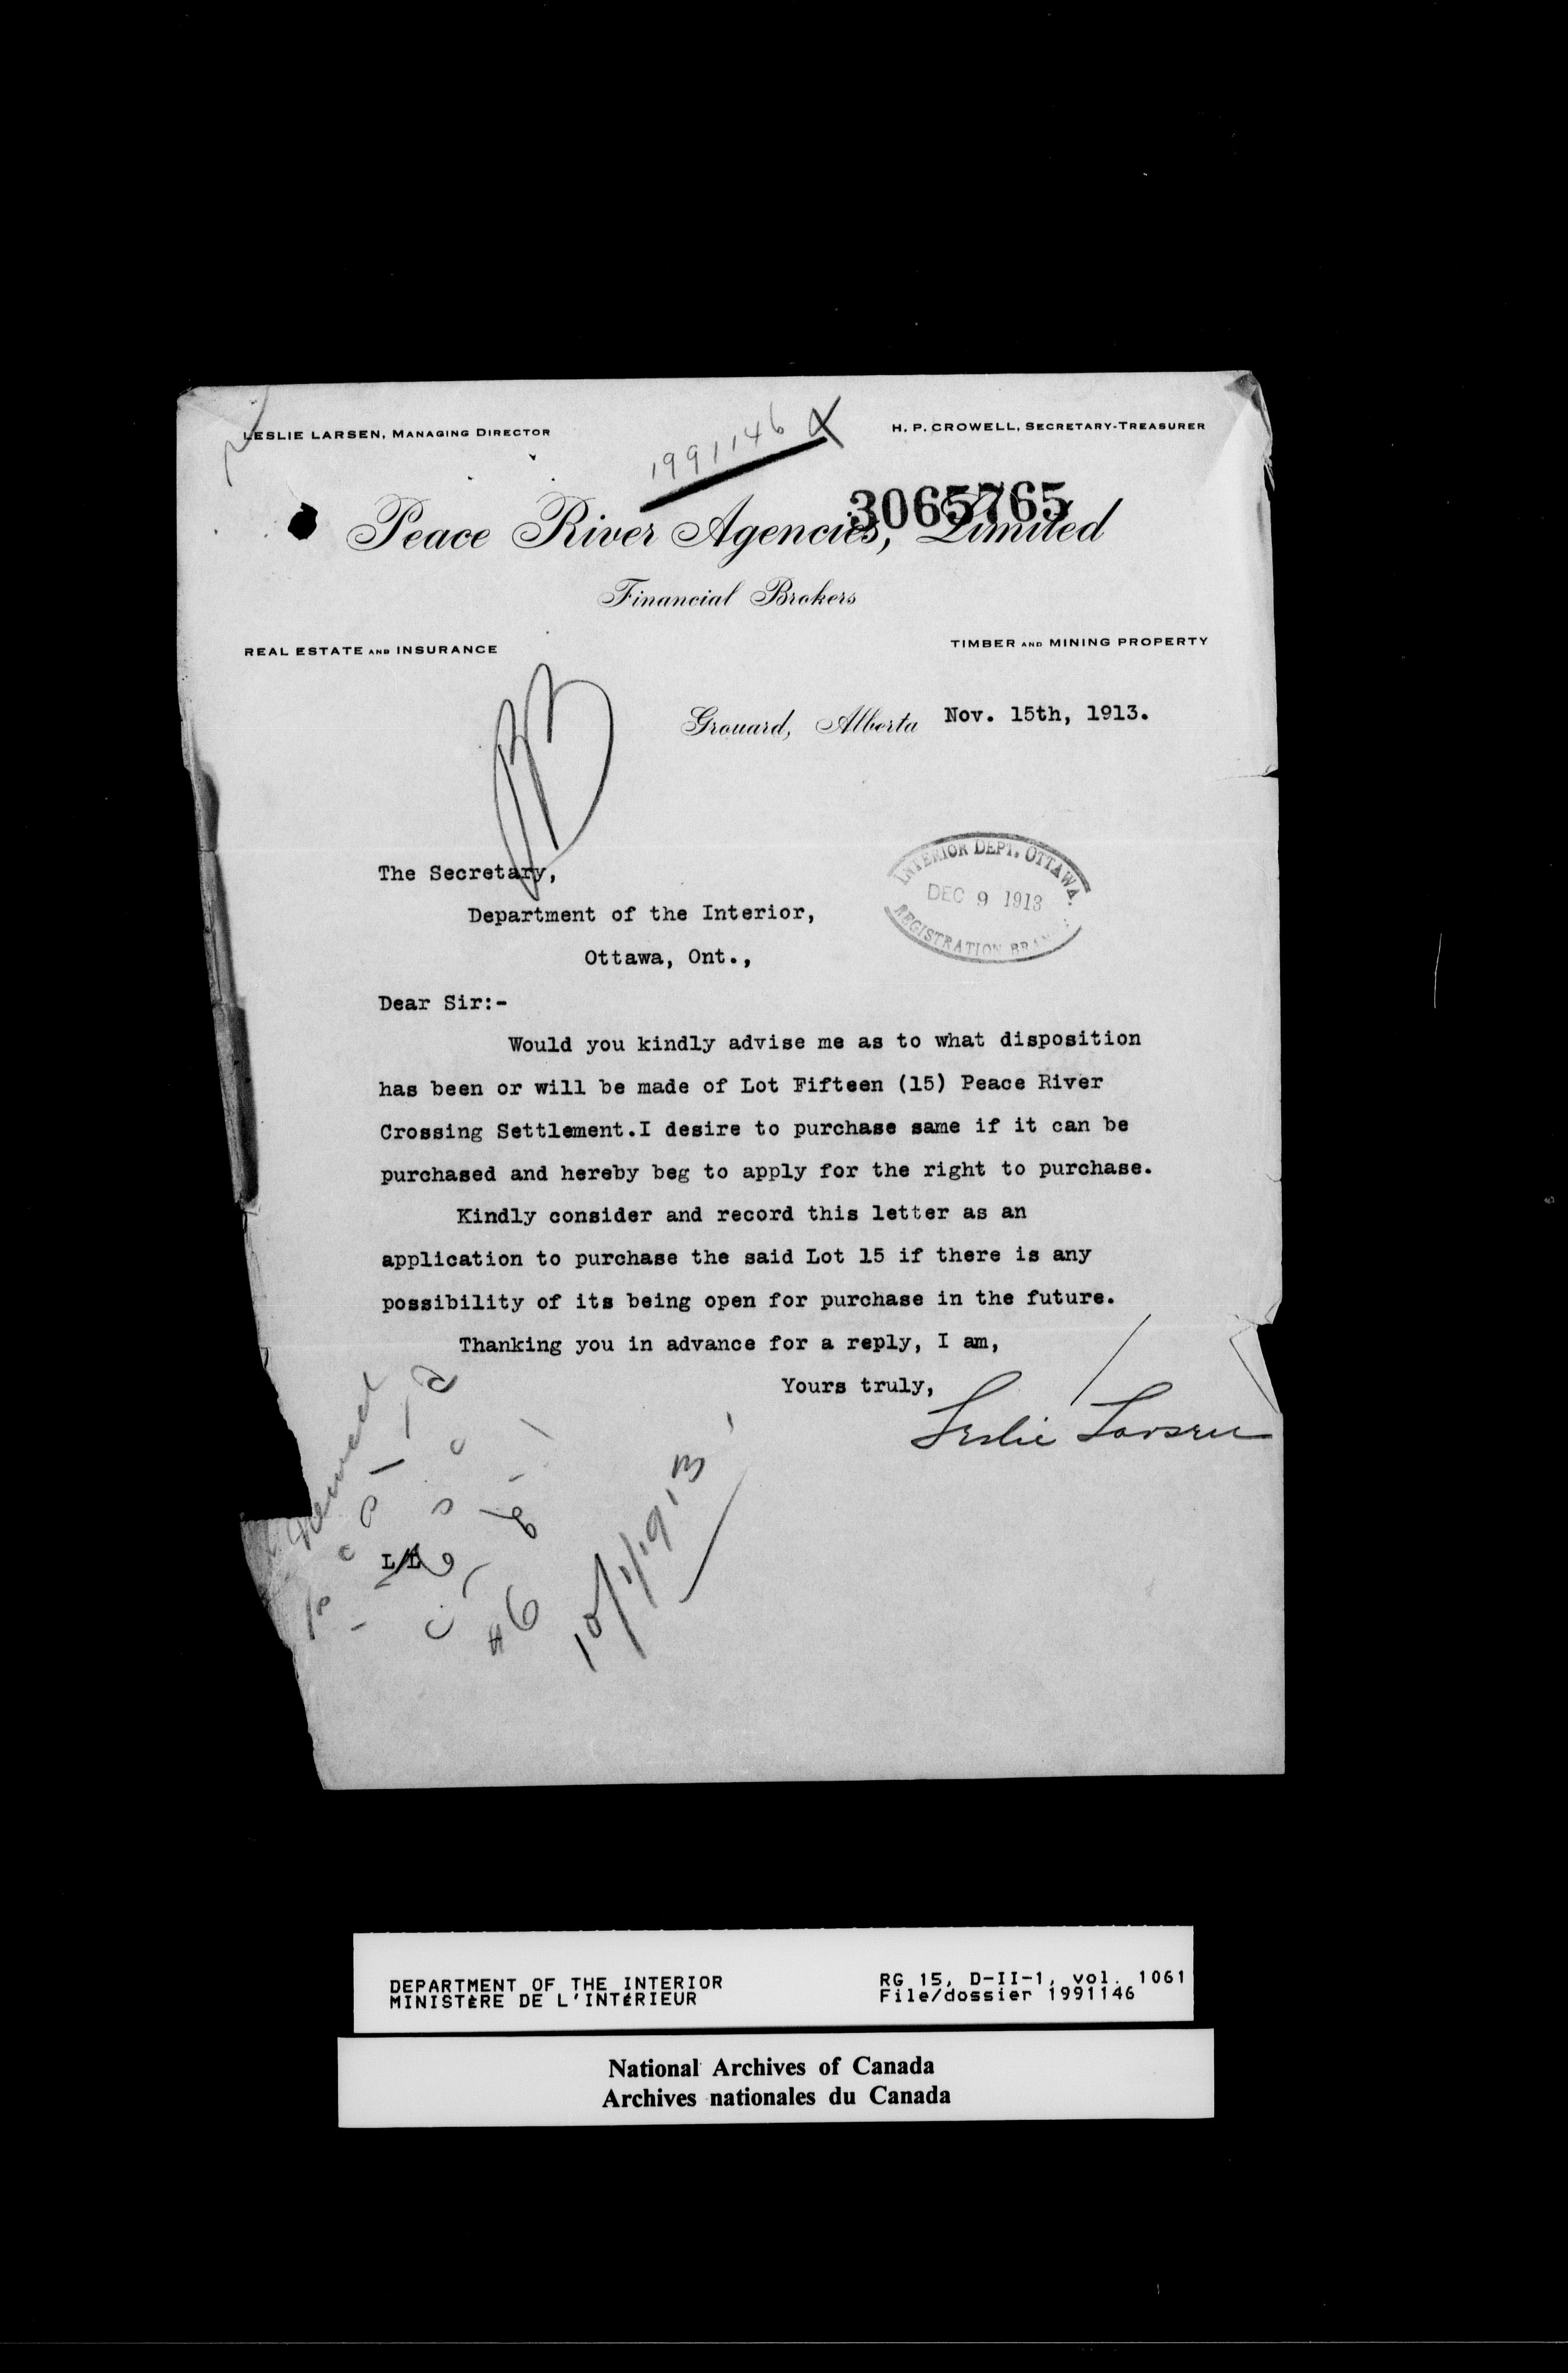 LESLIE LARSEN, MANAGING DIRECTOR
1991146
H. P. CROWELL, SECRETARY-TREASURER
3065765
Peace River Agencies, Limited
Financial Brokers
REAL ESTATE AND INSURANCE
TIMBER AND MINING PROPERTY
Grouard, Alberta Nov. 15th, 1913.
INTERIOR DEPT. OTTAWA.
DEC 9 1913
REGISTRATION
The Secretary,
Department of the Interior,
Ottawa, Ont.,
Dear Sir:-
Would you kindly advise me as to what disposition
has been or will be made of Lot Fifteen (15) Peace River
Crossing Settlement.I desire to purchase same if it can be
purchased and hereby beg to apply for the right to purchase.
Kindly consider and record this letter as an
application to purchase the said Lot 15 if there is any
possibility of its being open for purchase in the future.
Thanking you in advance for a reply, I am,
Yours truly,
Leslie Larsen
DEPARTMENT OF THE INTERIOR
MINISTÈRE DE L'INTÉRIEUR
RG 15, D-II-1, vol. 1061
File/dossier 1991146
National Archives of Canada
Archives nationales du Canada